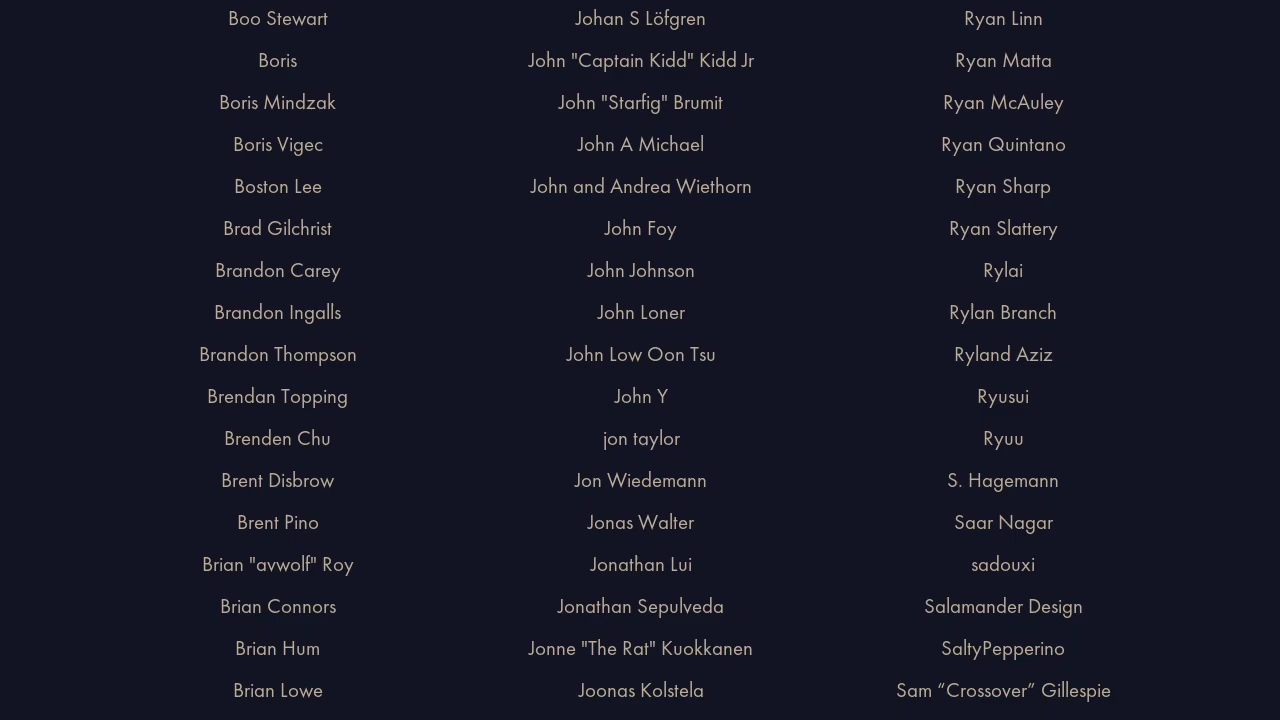 Boo Stewart
Boris
Boris Mindzak
Boris Vigec
Boston Lee
Brad Gilchrist
Brandon Carey
Brandon Ingalls
Brandon Thompson
Brendan Topping
Brenden Chu
Brent Disbrow
Brent Pino
Brian "avwolf" Roy
Brian Connors
Brian Hum
Brian Lowe
Johan S Löfgren
John "Captain Kidd" Kidd Jr
John "Starfig" Brumit
John A Michael
John and Andrea Wiethorn
John Foy
John Johnson
John Loner
John Low Oon Tsu
John Y
jon taylor
Jon Wiedemann
Jonas Walter
Jonathan Lui
Jonathan Sepulveda
Jonne "The Rat" Kuokkanen
Joonas Kolstela
Ryan Linn
Ryan Matta
Ryan McAuley
Ryan Quintano
Ryan Sharp
Ryan Slattery
Rylai
Rylan Branch
Ryland Aziz
Ryusui
Ryuu
S. Hagemann
Saar Nagar
sadouxi
Salamander Design
SaltyPepperino
Sam “Crossover” Gillespie